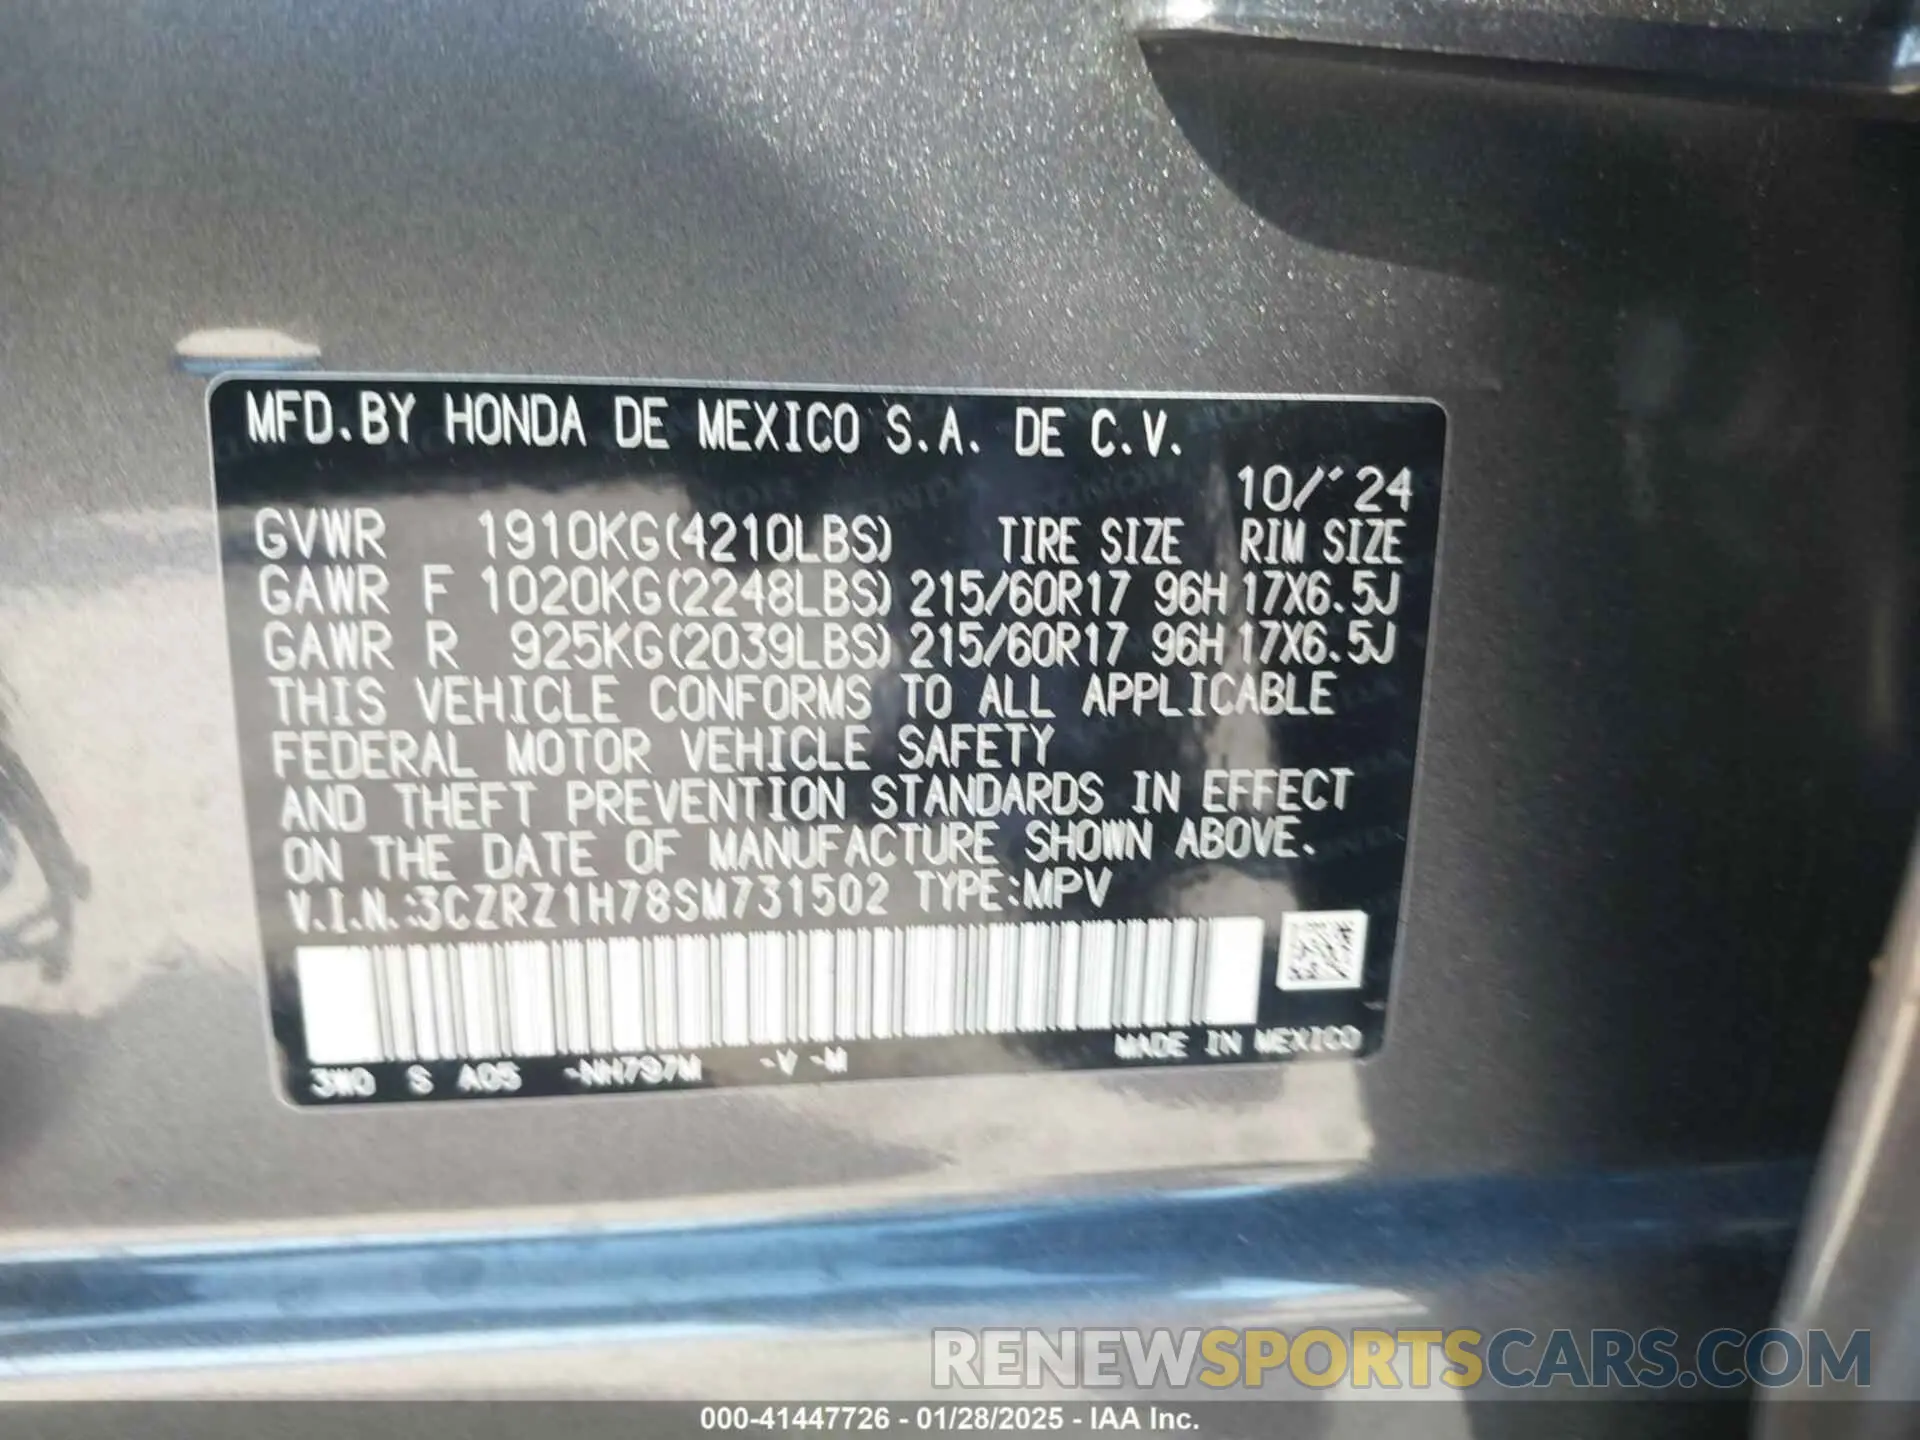 MFD.BY HONDA DE MEXICO S.A. DE C.V.
10/'24
GVWR 1910KG(4210LBS) TIRE SIZE RIM SIZE
GAWR F 1020KG(2248LBS) 215/60R17 96H 17X6.5J
GAWR R 925KG(2039LBS) 215/60R17 96H 17X6.5J
THIS VEHICLE CONFORMS TO ALL APPLICABLE
FEDERAL MOTOR VEHICLE SAFETY
AND THEFT PREVENTION STANDARDS IN EFFECT
ON THE DATE OF MANUFACTURE SHOWN ABOVE.
V.I.N.:3CZRZ1H78SM731502 TYPE:MPV
3W0 S A05 -NH797M -V -M MADE IN MEXICO
RENEWSPORTSCARS.COM
000-41447726 - 01/28/2025 - IAA Inc.